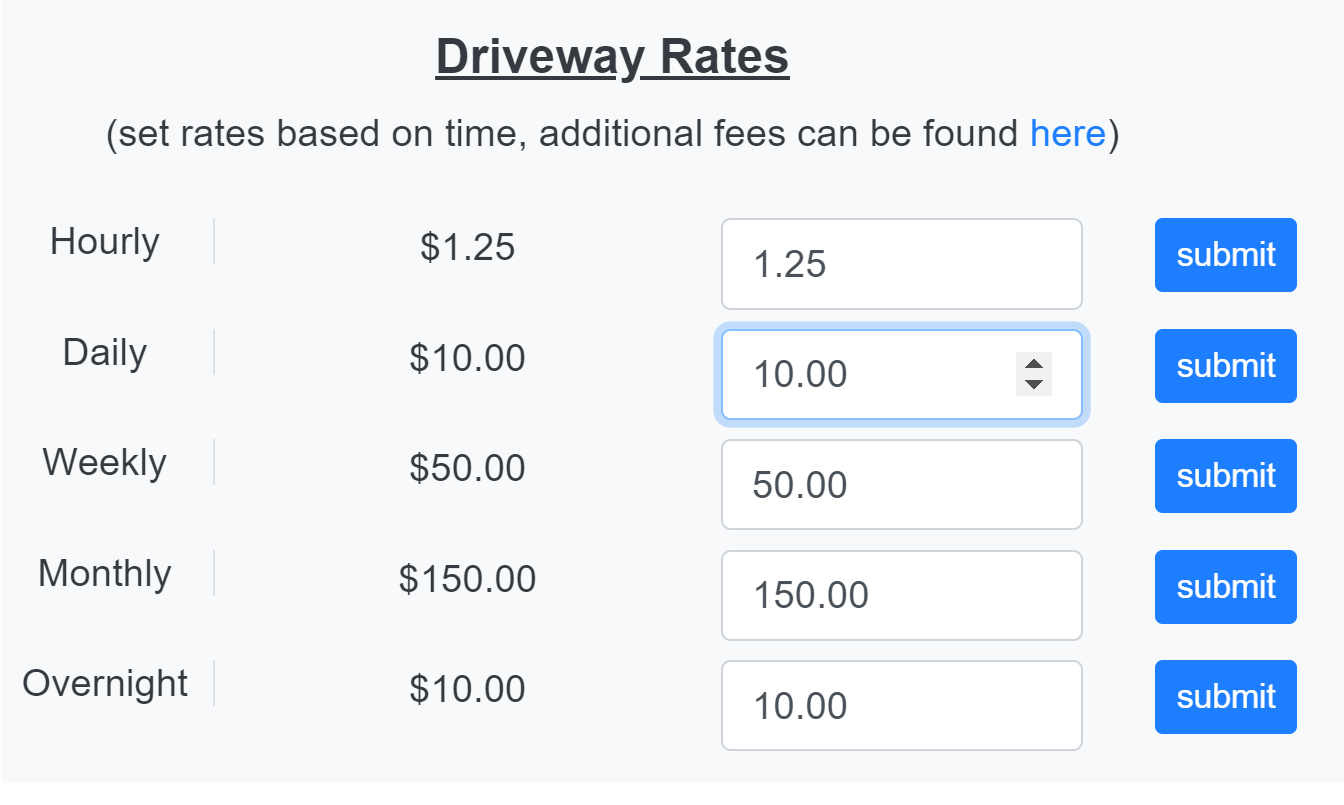 Driveway Rates
(set rates based on time, additional fees can be found here)
Hourly $1.25 1.25 submit
Daily $10.00 10.00 submit
Weekly $50.00 50.00 submit
Monthly $150.00 150.00 submit
Overnight $10.00 10.00 submit